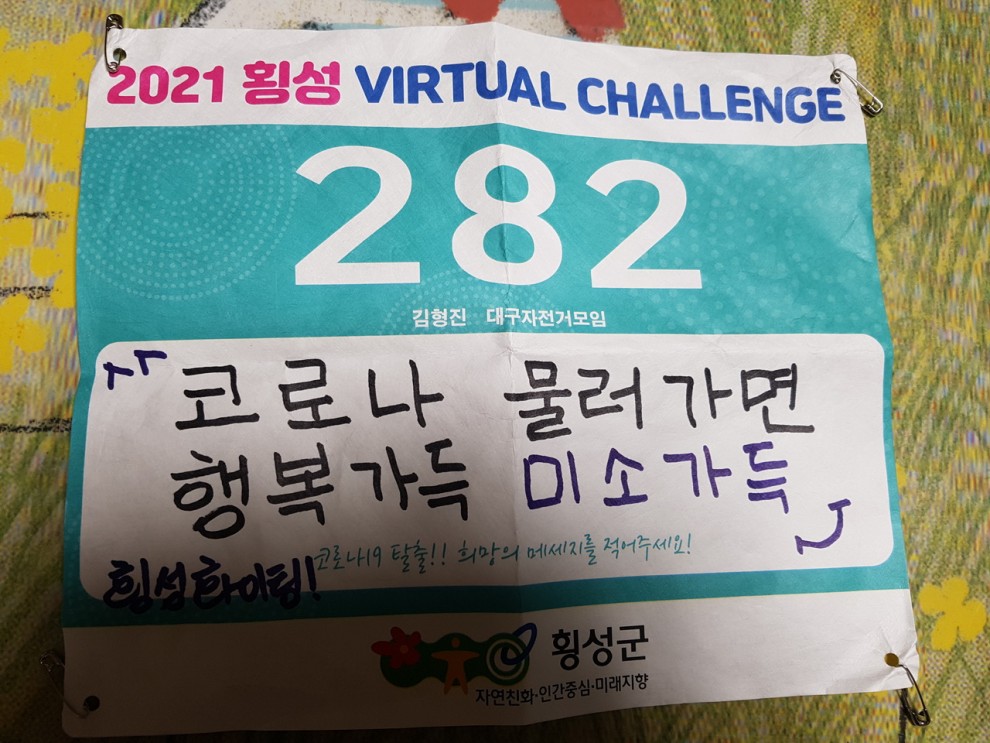 2021 횡성 VIRTUAL CHALLENGE
282
김형진 대구자전거모임
코로나 물러가면
행복가득 미소가득
코로나19 탈출!! 희망의 메세지를 적어주세요!
횡성화이팅!
횡성군
자연친화·인간중심·미래지향